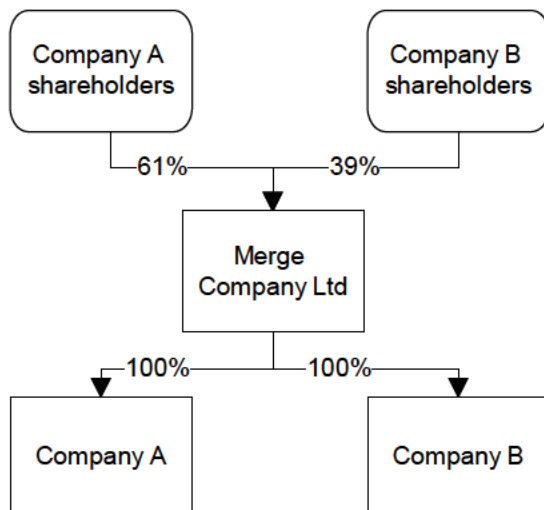 Company A
shareholders
Company B
shareholders
61%
39%
Merge
Company Ltd
100%
100%
Company A
Company B